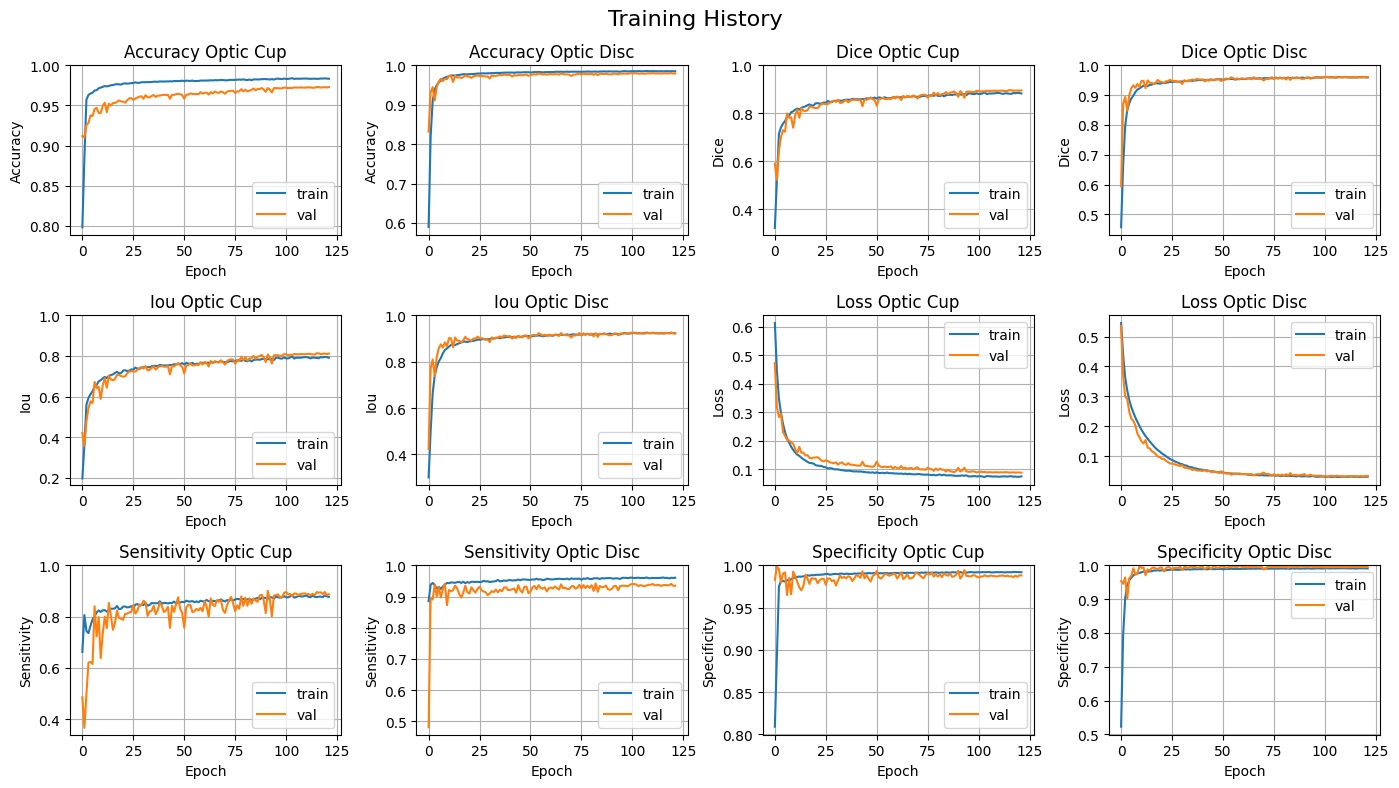 Training History
Accuracy Optic Cup
Accuracy
1.00
0.95
0.90
0.85
0.80
0 25 50 75 100 125
Epoch
train
val
Accuracy Optic Disc
Accuracy
1.0
0.9
0.8
0.7
0.6
0 25 50 75 100 125
Epoch
train
val
Dice Optic Cup
Dice
1.0
0.8
0.6
0.4
0 25 50 75 100 125
Epoch
train
val
Dice Optic Disc
Dice
1.0
0.9
0.8
0.7
0.6
0.5
0 25 50 75 100 125
Epoch
train
val
Iou Optic Cup
Iou
1.0
0.8
0.6
0.4
0.2
0 25 50 75 100 125
Epoch
train
val
Iou Optic Disc
Iou
1.0
0.8
0.6
0.4
0 25 50 75 100 125
Epoch
train
val
Loss Optic Cup
Loss
0.6
0.5
0.4
0.3
0.2
0.1
0 25 50 75 100 125
Epoch
train
val
Loss Optic Disc
Loss
0.5
0.4
0.3
0.2
0.1
0 25 50 75 100 125
Epoch
train
val
Sensitivity Optic Cup
Sensitivity
1.0
0.8
0.6
0.4
0 25 50 75 100 125
Epoch
train
val
Sensitivity Optic Disc
Sensitivity
1.0
0.9
0.8
0.7
0.6
0.5
0 25 50 75 100 125
Epoch
train
val
Specificity Optic Cup
Specificity
1.00
0.95
0.90
0.85
0.80
0 25 50 75 100 125
Epoch
train
val
Specificity Optic Disc
Specificity
1.0
0.9
0.8
0.7
0.6
0.5
0 25 50 75 100 125
Epoch
train
val